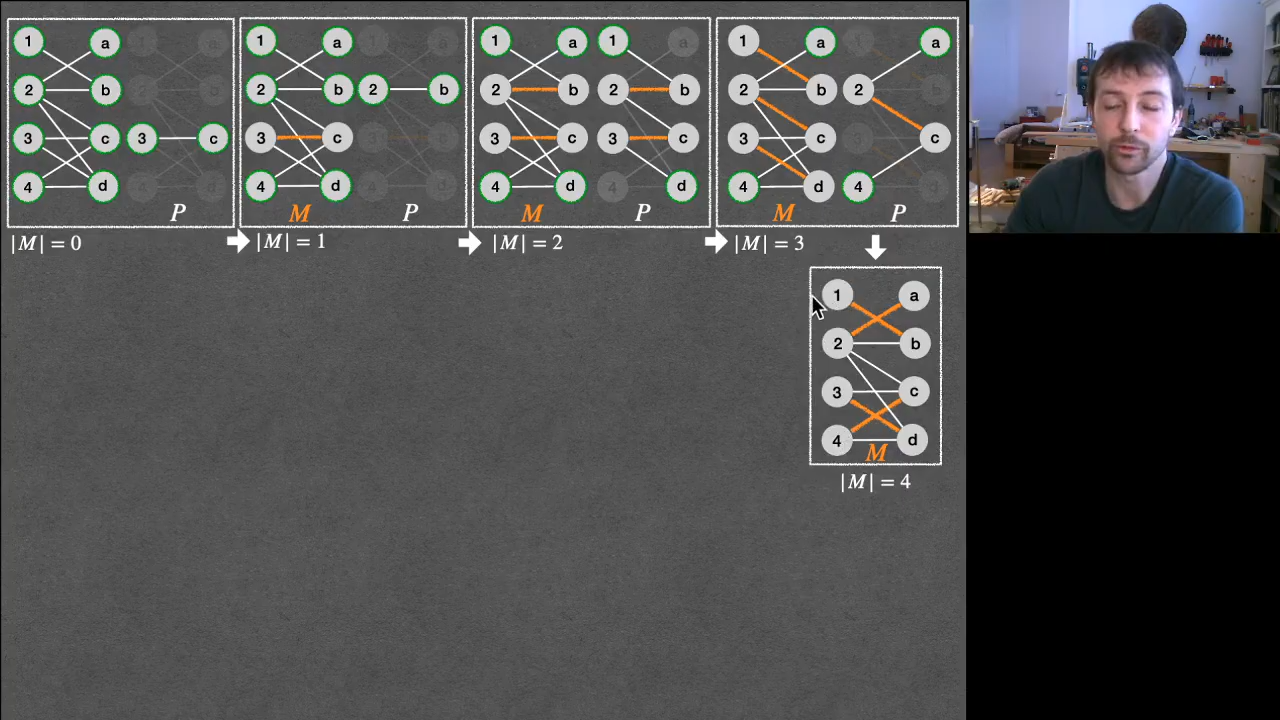 1 a 1 a 1 a 1 a 1 a
2 b 2 b 2 b 2 b 2 b 2 b 2
3 c 3 c 3 c 3 c 3 c 3 c c
4 d 4 d 4 d d 4 d 4
P M P M P M P
|M| = 0 |M| = 1 |M| = 2 |M| = 3
1 a
2 b
3 c
4 d
M
|M| = 4